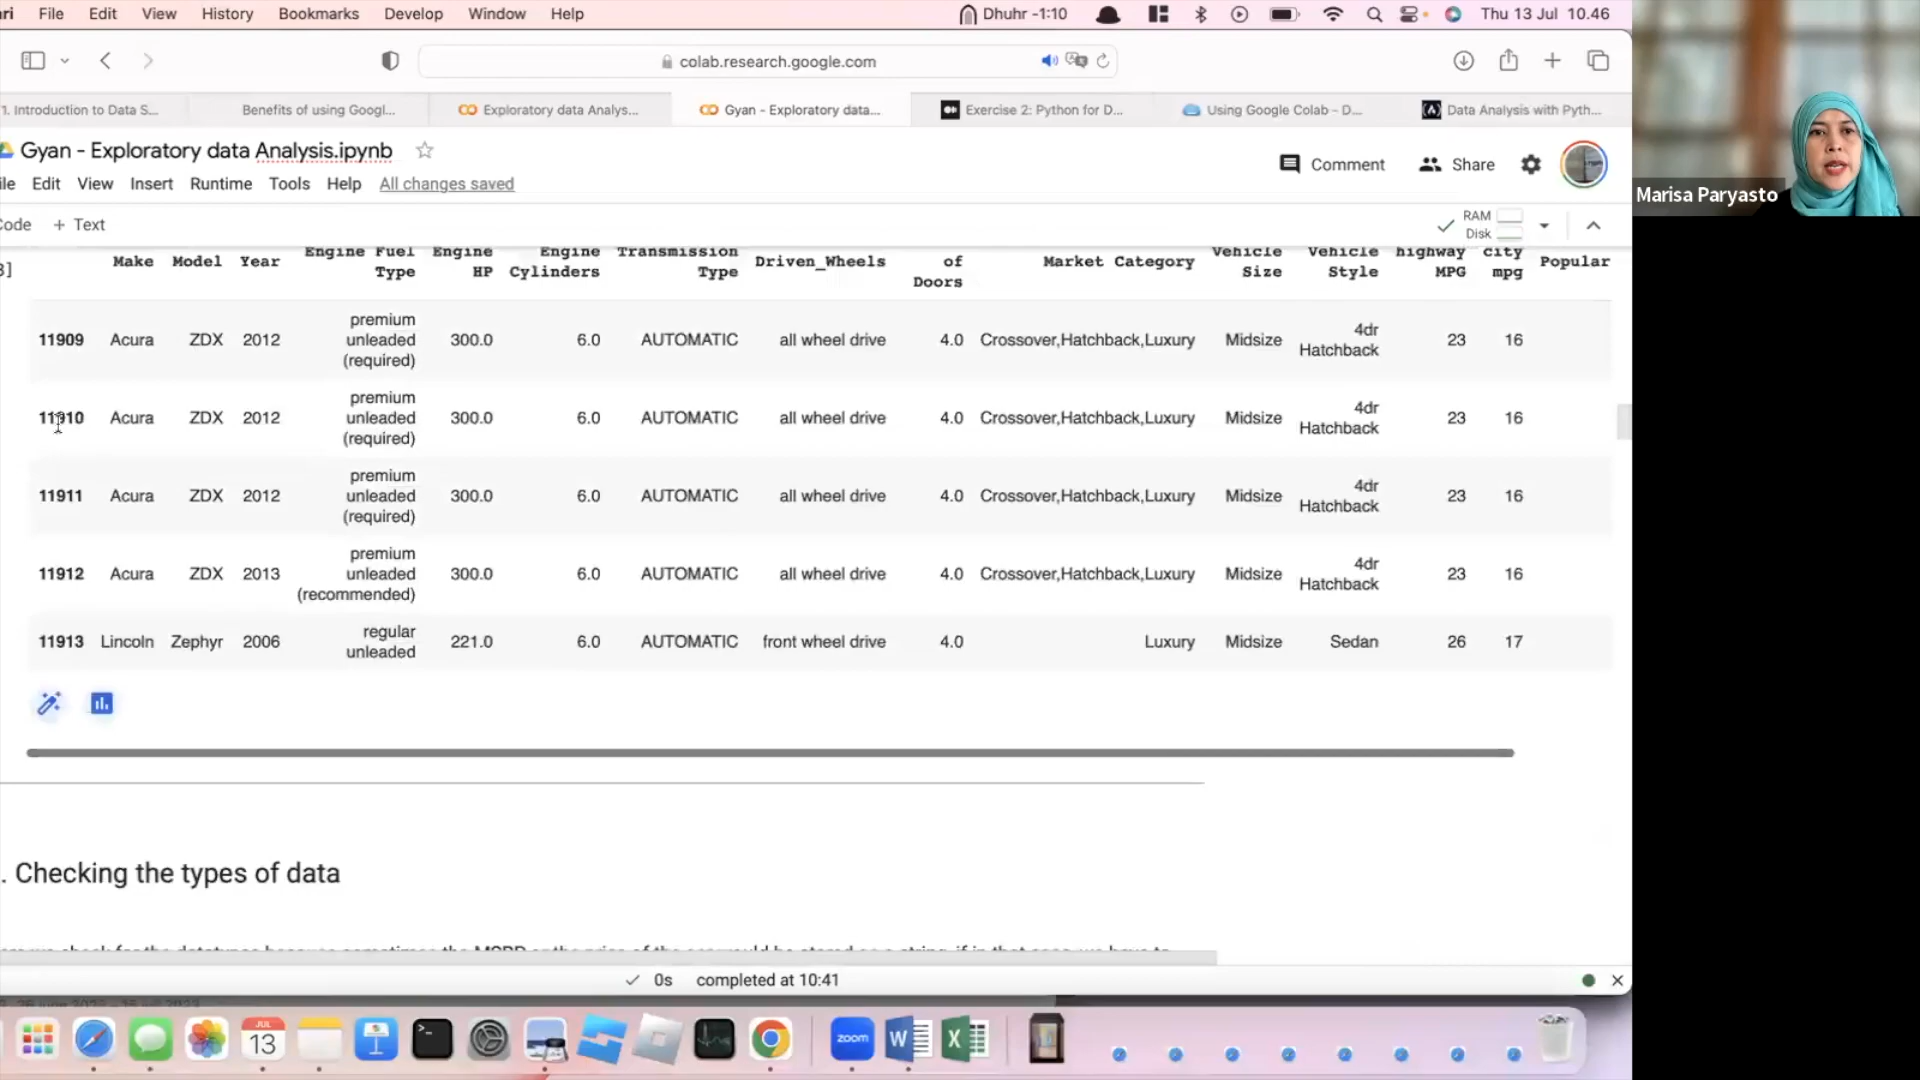 ari File Edit View History Bookmarks Develop Window Help Dhuhr -1:10 Thu 13 Jul 10.46
colab.research.google.com
1. Introduction to Data S... Benefits of using Googl... Exploratory data Analys... Gyan - Exploratory data... Exercise 2: Python for D... Using Google Colab - D... Data Analysis with Pyth...
Gyan - Exploratory data Analysis.ipynb
Comment Share
ile Edit View Insert Runtime Tools Help All changes saved
Code + Text
RAM
Disk
3]
Make Model Year Engine Fuel Type Engine HP Engine Cylinders Transmission Type Driven_Wheels of Doors Market Category Vehicle Size Vehicle Style highway MPG city mpg Popular
11909 Acura ZDX 2012 premium unleaded (required) 300.0 6.0 AUTOMATIC all wheel drive 4.0 Crossover,Hatchback,Luxury Midsize 4dr Hatchback 23 16
11910 Acura ZDX 2012 premium unleaded (required) 300.0 6.0 AUTOMATIC all wheel drive 4.0 Crossover,Hatchback,Luxury Midsize 4dr Hatchback 23 16
11911 Acura ZDX 2012 premium unleaded (required) 300.0 6.0 AUTOMATIC all wheel drive 4.0 Crossover,Hatchback,Luxury Midsize 4dr Hatchback 23 16
11912 Acura ZDX 2013 premium unleaded (recommended) 300.0 6.0 AUTOMATIC all wheel drive 4.0 Crossover,Hatchback,Luxury Midsize 4dr Hatchback 23 16
11913 Lincoln Zephyr 2006 regular unleaded 221.0 6.0 AUTOMATIC front wheel drive 4.0 Luxury Midsize Sedan 26 17
. Checking the types of data
0s completed at 10:41
JUL
13
zoom
W
X
Marisa Paryasto